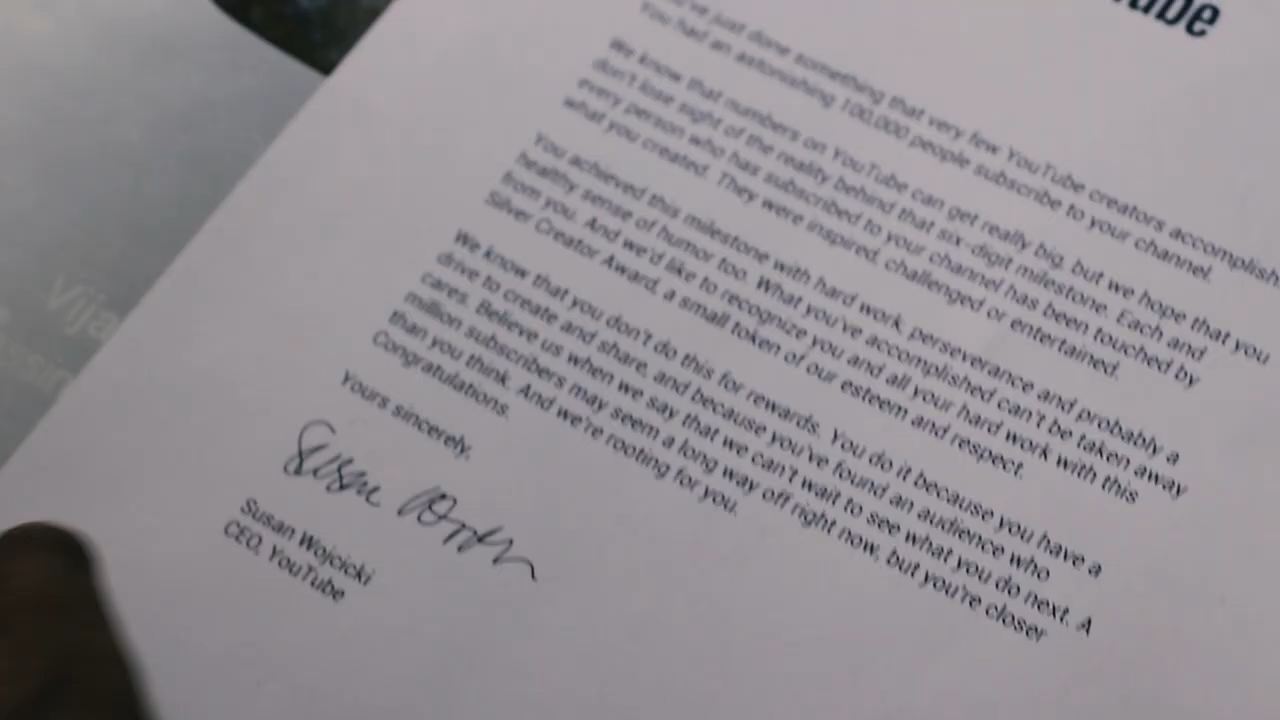 Tube
You've just done something that very few YouTube creators accomplish
You had an astonishing 100,000 people subscribe to your channel.
We know that numbers on YouTube can get really big, but we hope that you
don't lose sight of the reality behind that six-digit milestone. Each and
every person who has subscribed to your channel has been touched by
what you created. They were inspired, challenged or entertained.
You achieved this milestone with hard work, perseverance and probably a
healthy sense of humor too. What you've accomplished can't be taken away
from you. And we'd like to recognize you and all your hard work with this
Silver Creator Award, a small token of our esteem and respect.
We know that you don't do this for rewards. You do it because you have a
drive to create and share, and because you've found an audience who
cares. Believe us when we say that we can't wait to see what you do next. A
million subscribers may seem a long way off right now, but you're closer
than you think. And we're rooting for you.
Congratulations.
Yours sincerely,
Susan Wojcicki
Susan Wojcicki
CEO, YouTube
Vija